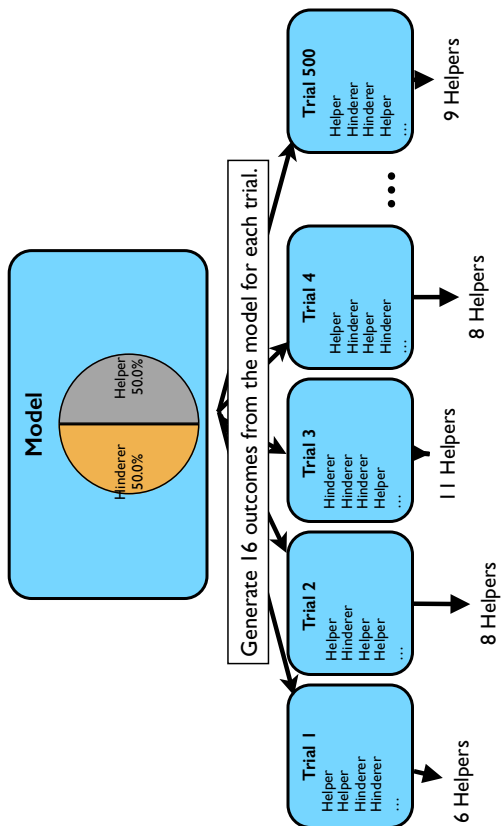 Model
Hinderer
50.0%
Helper
50.0%
Generate 16 outcomes from the model for each trial.
Trial 1
Helper
Helper
Hinderer
Hinderer
...
6 Helpers
Trial 2
Helper
Hinderer
Helper
Helper
...
8 Helpers
Trial 3
Hinderer
Hinderer
Hinderer
Helper
...
11 Helpers
Trial 4
Helper
Hinderer
Helper
Hinderer
...
8 Helpers
...
Trial 500
Helper
Hinderer
Hinderer
Helper
...
9 Helpers